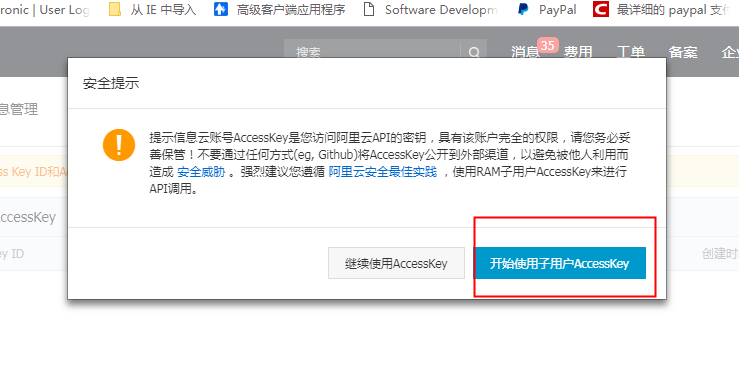 ronic | User Log 从 IE 中导入 高级客户端应用程序 Software Developm PayPal 最详细的 paypal 支付
搜索 消息 35 费用 工单 备案 企
息管理
安全提示
提示信息云账号AccessKey是您访问阿里云API的密钥，具有该账户完全的权限，请您务必妥
善保管！不要通过任何方式(eg, Github)将AccessKey公开到外部渠道，以避免被他人利用而
造成 安全威胁 。强烈建议您遵循 阿里云安全最佳实践 ，使用RAM子用户AccessKey来进行
API调用。
ss Key ID和A
AccessKey
ey ID 创建时
继续使用AccessKey 开始使用子用户AccessKey